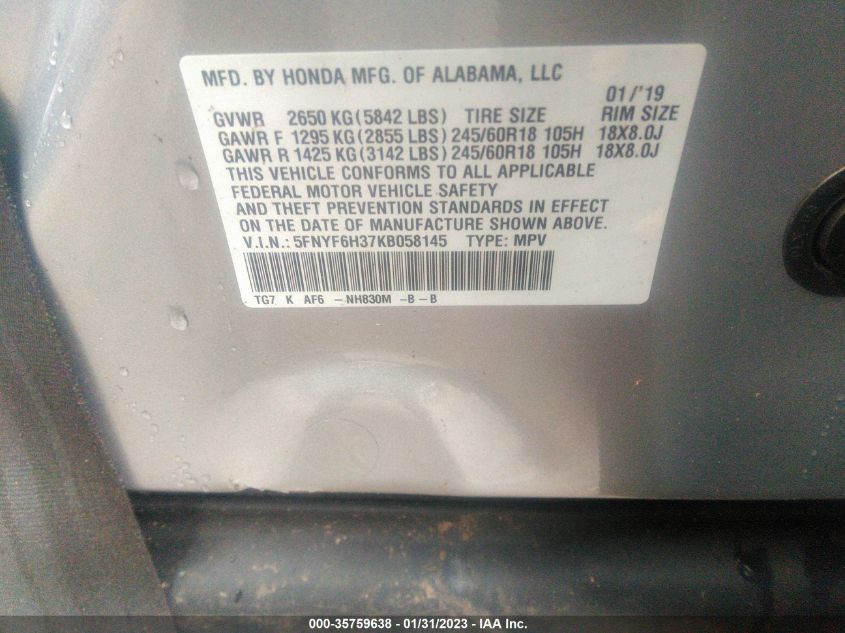 MFD. BY HONDA MFG. OF ALABAMA, LLC
01/'19
GVWR 2650 KG(5842 LBS) TIRE SIZE RIM SIZE
GAWR F 1295 KG(2855 LBS) 245/60R18 105H 18X8.0J
GAWR R 1425 KG(3142 LBS) 245/60R18 105H 18X8.0J
THIS VEHICLE CONFORMS TO ALL APPLICABLE
FEDERAL MOTOR VEHICLE SAFETY
AND THEFT PREVENTION STANDARDS IN EFFECT
ON THE DATE OF MANUFACTURE SHOWN ABOVE.
V.I.N.: 5FNYF6H37KB058145 TYPE: MPV
TG7 K AF6 -NH830M -B-B
000-35759638 - 01/31/2023 - IAA Inc.